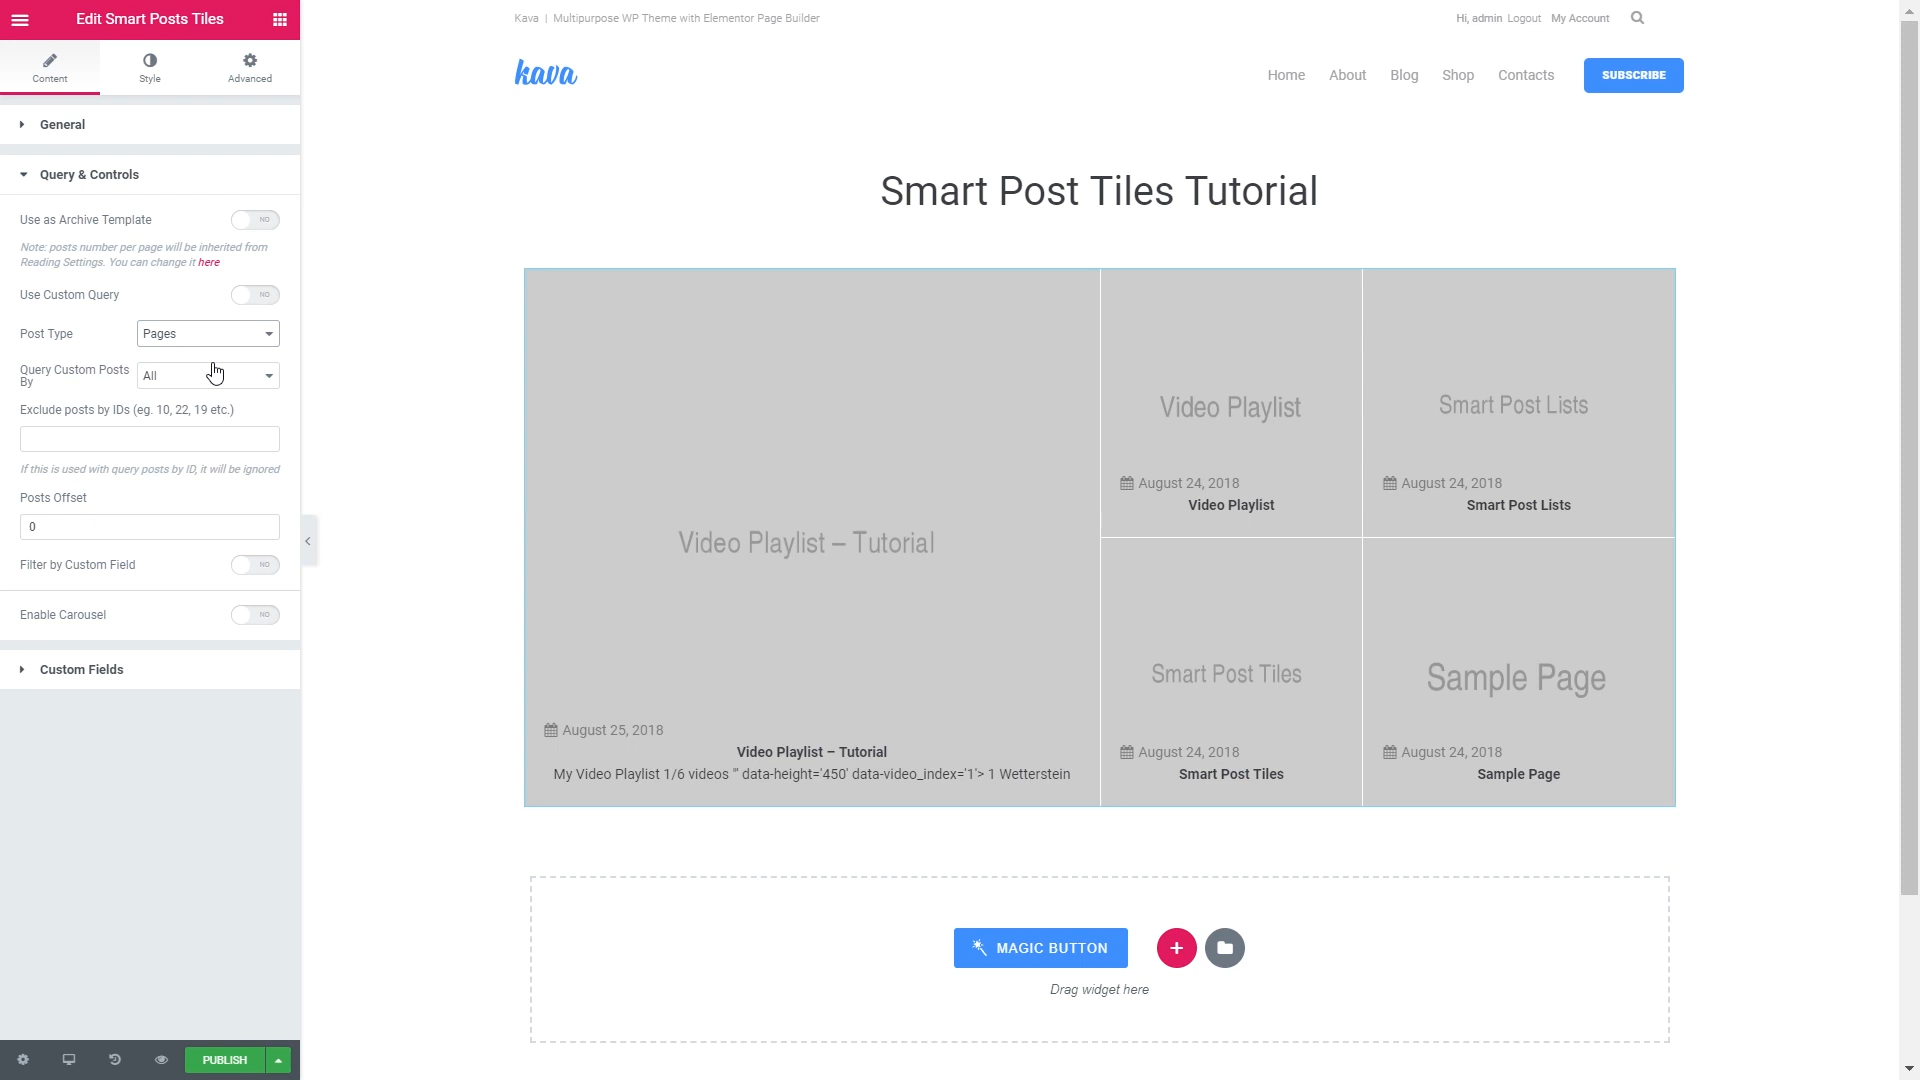 Edit Smart Posts Tiles
Content
Style
Advanced
General
Query & Controls
Use as Archive Template
NO
Note: posts number per page will be inherited from
Reading Settings. You can change it here
Use Custom Query
NO
Post Type
Pages
Query Custom Posts
By
All
Exclude posts by IDs (eg. 10, 22, 19 etc.)
If this is used with query posts by ID, it will be ignored
Posts Offset
0
Filter by Custom Field
NO
Enable Carousel
NO
Custom Fields
PUBLISH
Kava | Multipurpose WP Theme with Elementor Page Builder
Hi, admin Logout My Account
kava
Home
About
Blog
Shop
Contacts
SUBSCRIBE
Smart Post Tiles Tutorial
Video Playlist – Tutorial
August 25, 2018
Video Playlist – Tutorial
My Video Playlist 1/6 videos '" data-height='450' data-video_index='1'> 1 Wetterstein
Video Playlist
August 24, 2018
Video Playlist
Smart Post Lists
August 24, 2018
Smart Post Lists
Smart Post Tiles
August 24, 2018
Smart Post Tiles
Sample Page
August 24, 2018
Sample Page
MAGIC BUTTON
Drag widget here